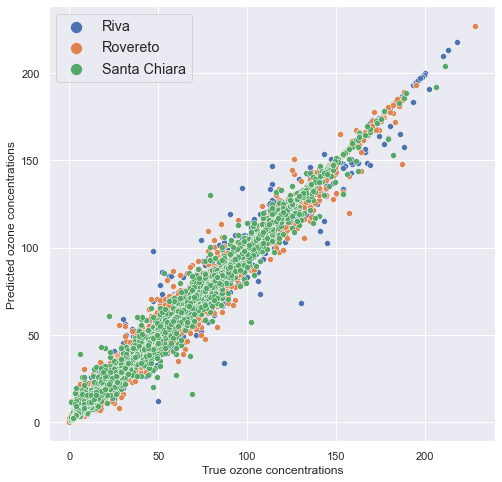 Riva
Rovereto
Santa Chiara
200
150
100
50
0
Predicted ozone concentrations
0 50 100 150 200
True ozone concentrations